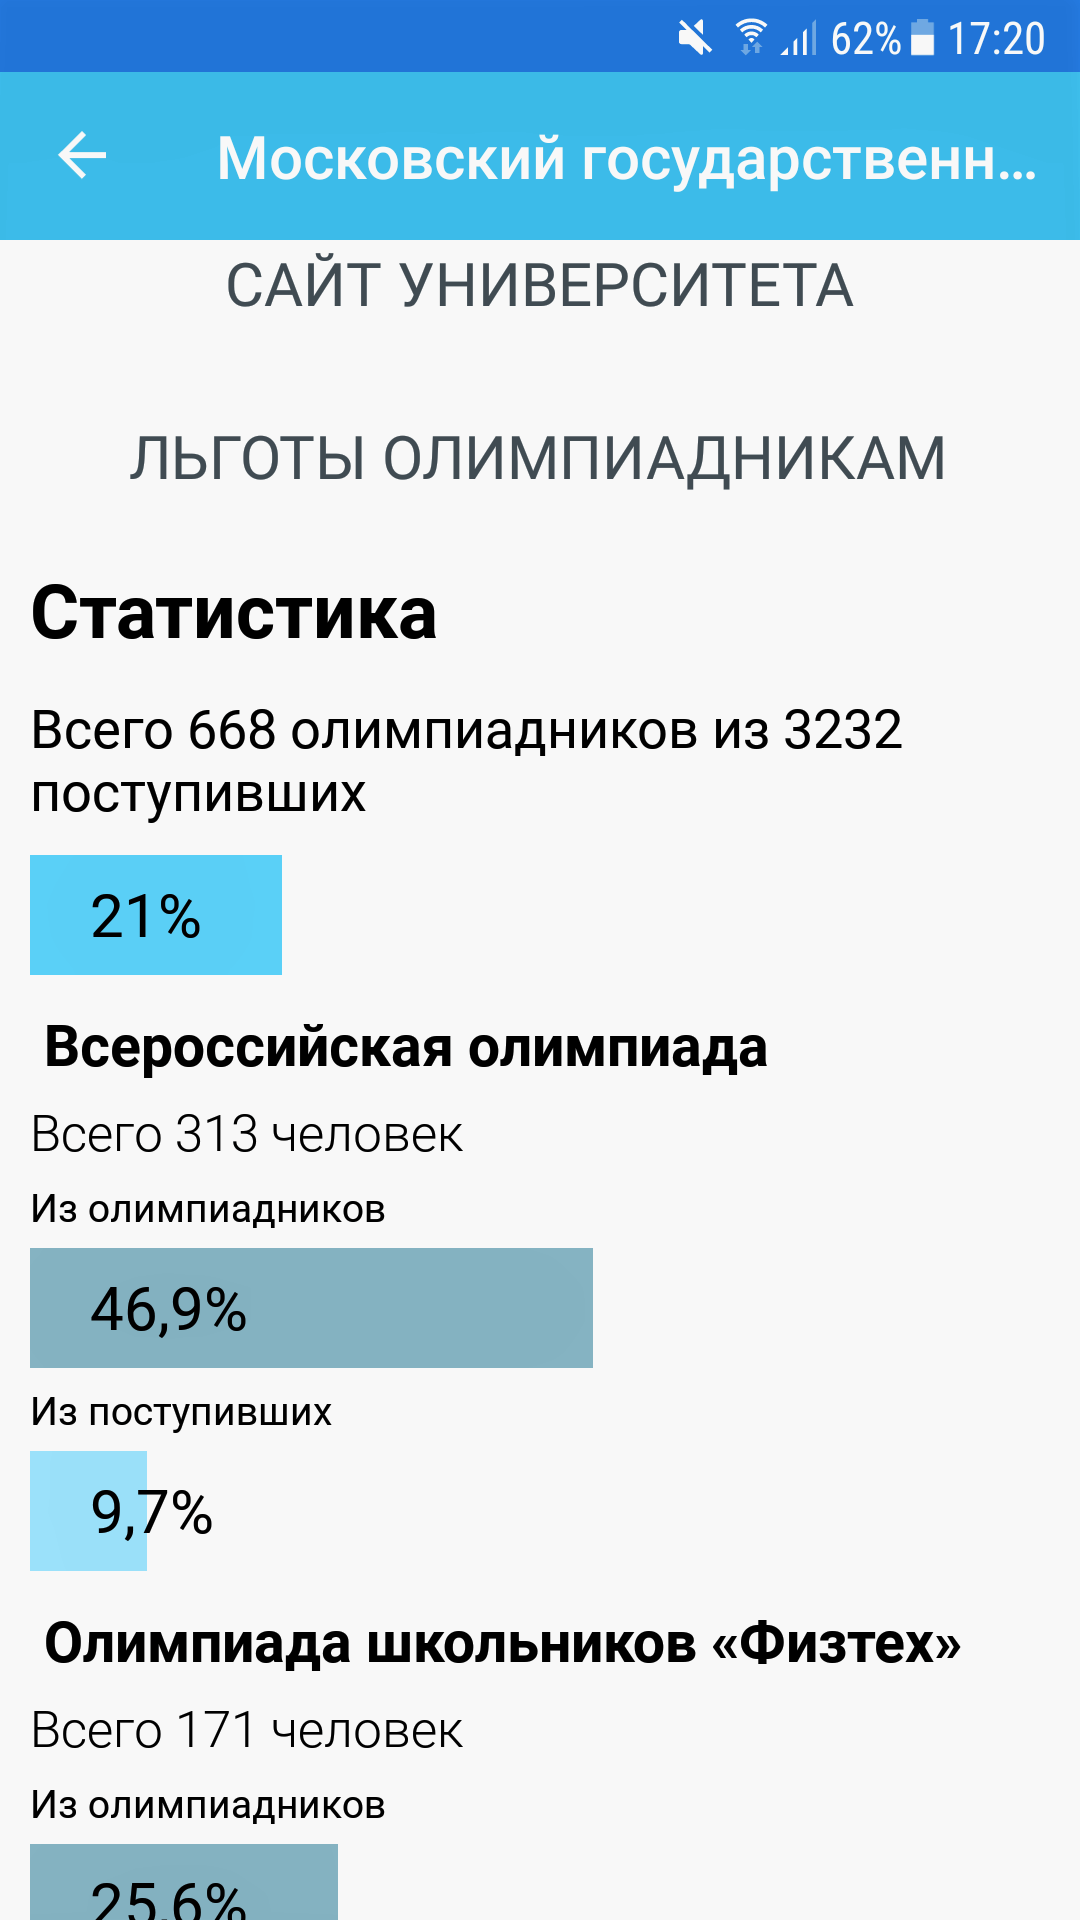 62% 17:20
Московский государственн...
САЙТ УНИВЕРСИТЕТА
ЛЬГОТЫ ОЛИМПИАДНИКАМ
Статистика
Всего 668 олимпиадников из 3232
поступивших
21%
Всероссийская олимпиада
Всего 313 человек
Из олимпиадников
46,9%
Из поступивших
9,7%
Олимпиада школьников «Физтех»
Всего 171 человек
Из олимпиадников
25,6%